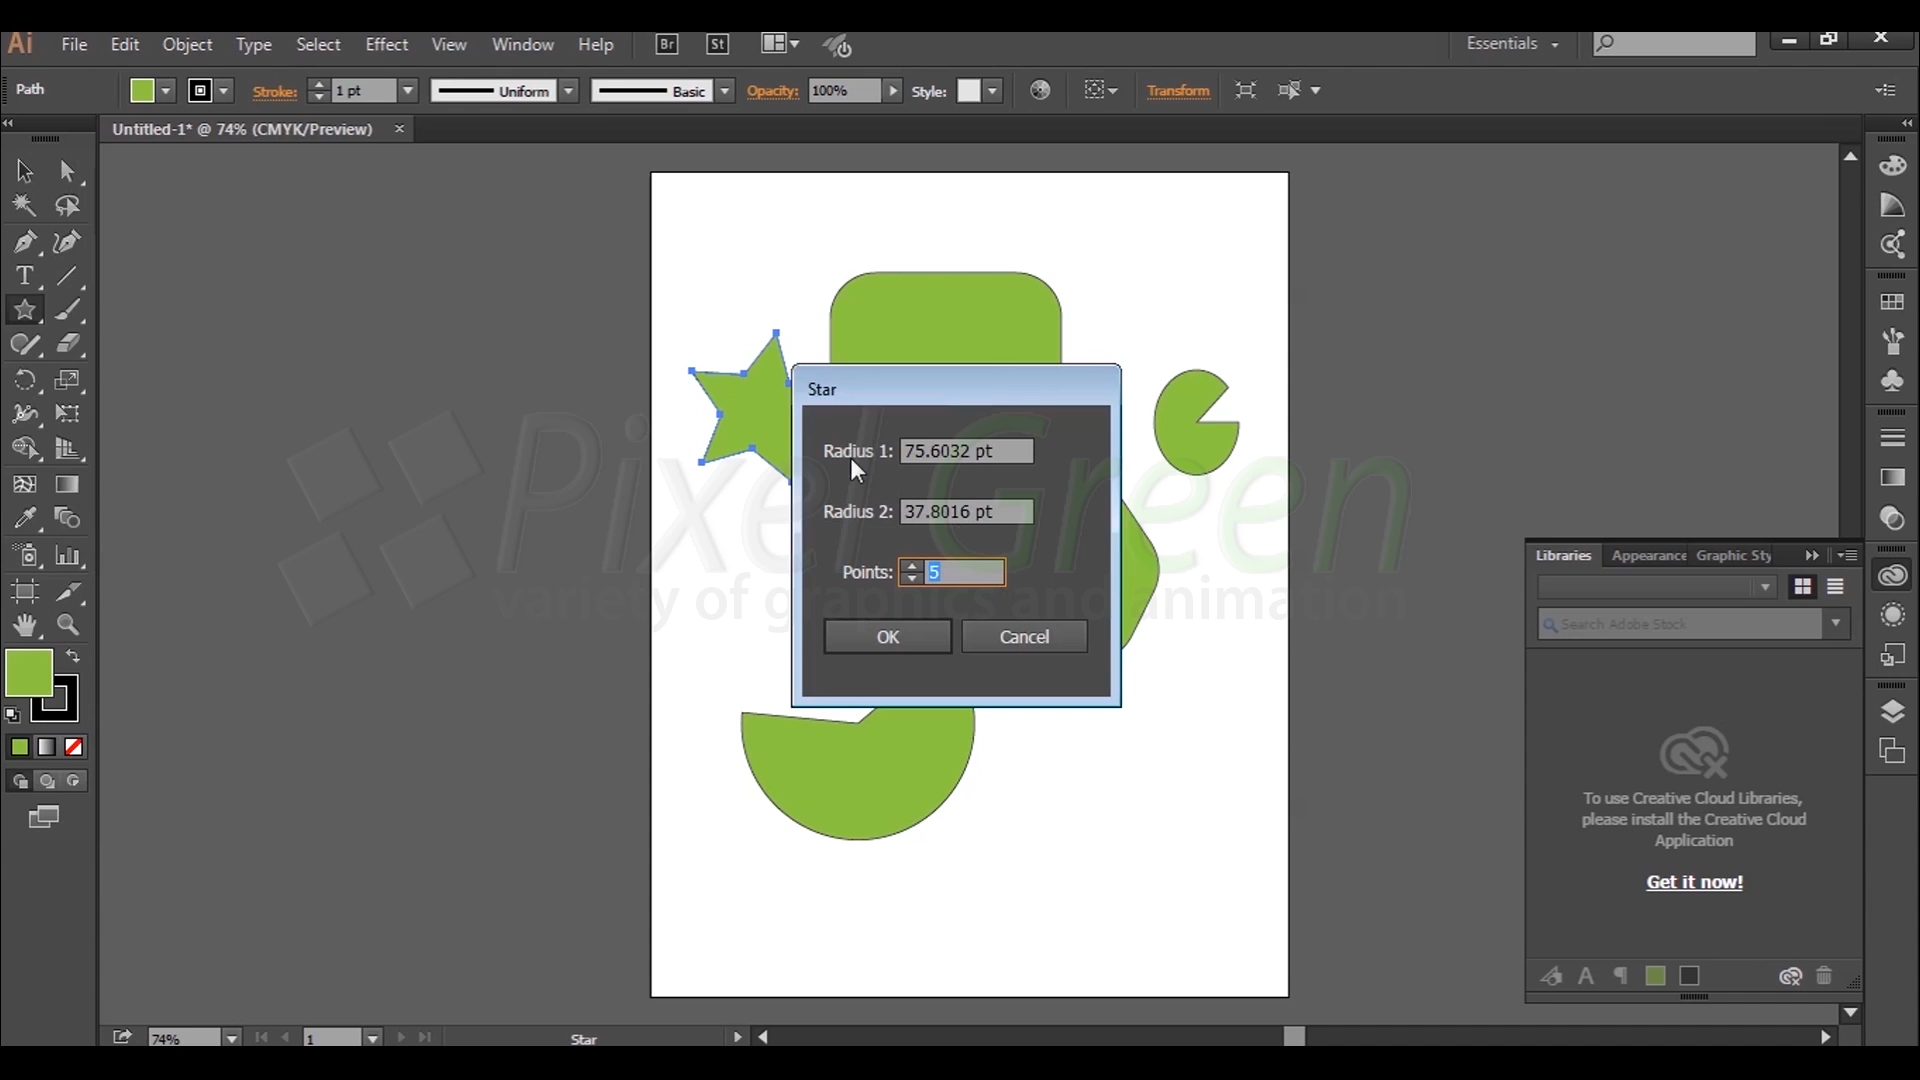 Ai File Edit Object Type Select Effect View Window Help Br St Essentials
Path Stroke: 1 pt Uniform Basic Opacity: 100% Style: Transform
Untitled-1* @ 74% (CMYK/Preview)
Star
Radius 1: 75.6032 pt
Radius 2: 37.8016 pt
Points: 5
OK Cancel
Pixel Green
variety of graphics and animation
Libraries Appearance Graphic Sty
Search Adobe Stock
To use Creative Cloud Libraries,
please install the Creative Cloud
Application
Get it now!
74% 1 Star